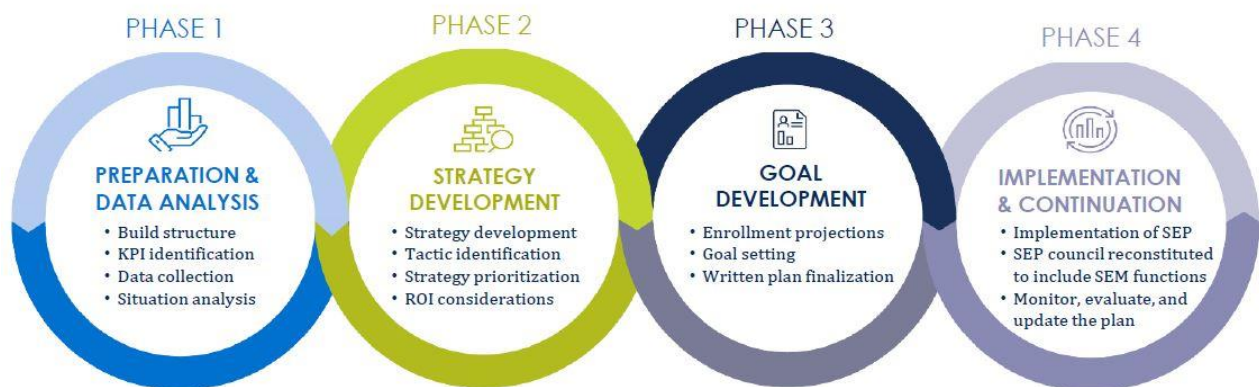 PHASE 1
PREPARATION &
DATA ANALYSIS
• Build structure
• KPI identification
• Data collection
• Situation analysis
PHASE 2
STRATEGY
DEVELOPMENT
• Strategy development
• Tactic identification
• Strategy prioritization
• ROI considerations
PHASE 3
GOAL
DEVELOPMENT
• Enrollment projections
• Goal setting
• Written plan finalization
PHASE 4
IMPLEMENTATION
& CONTINUATION
• Implementation of SEP
• SEP council reconstituted
to include SEM functions
• Monitor, evaluate, and
update the plan